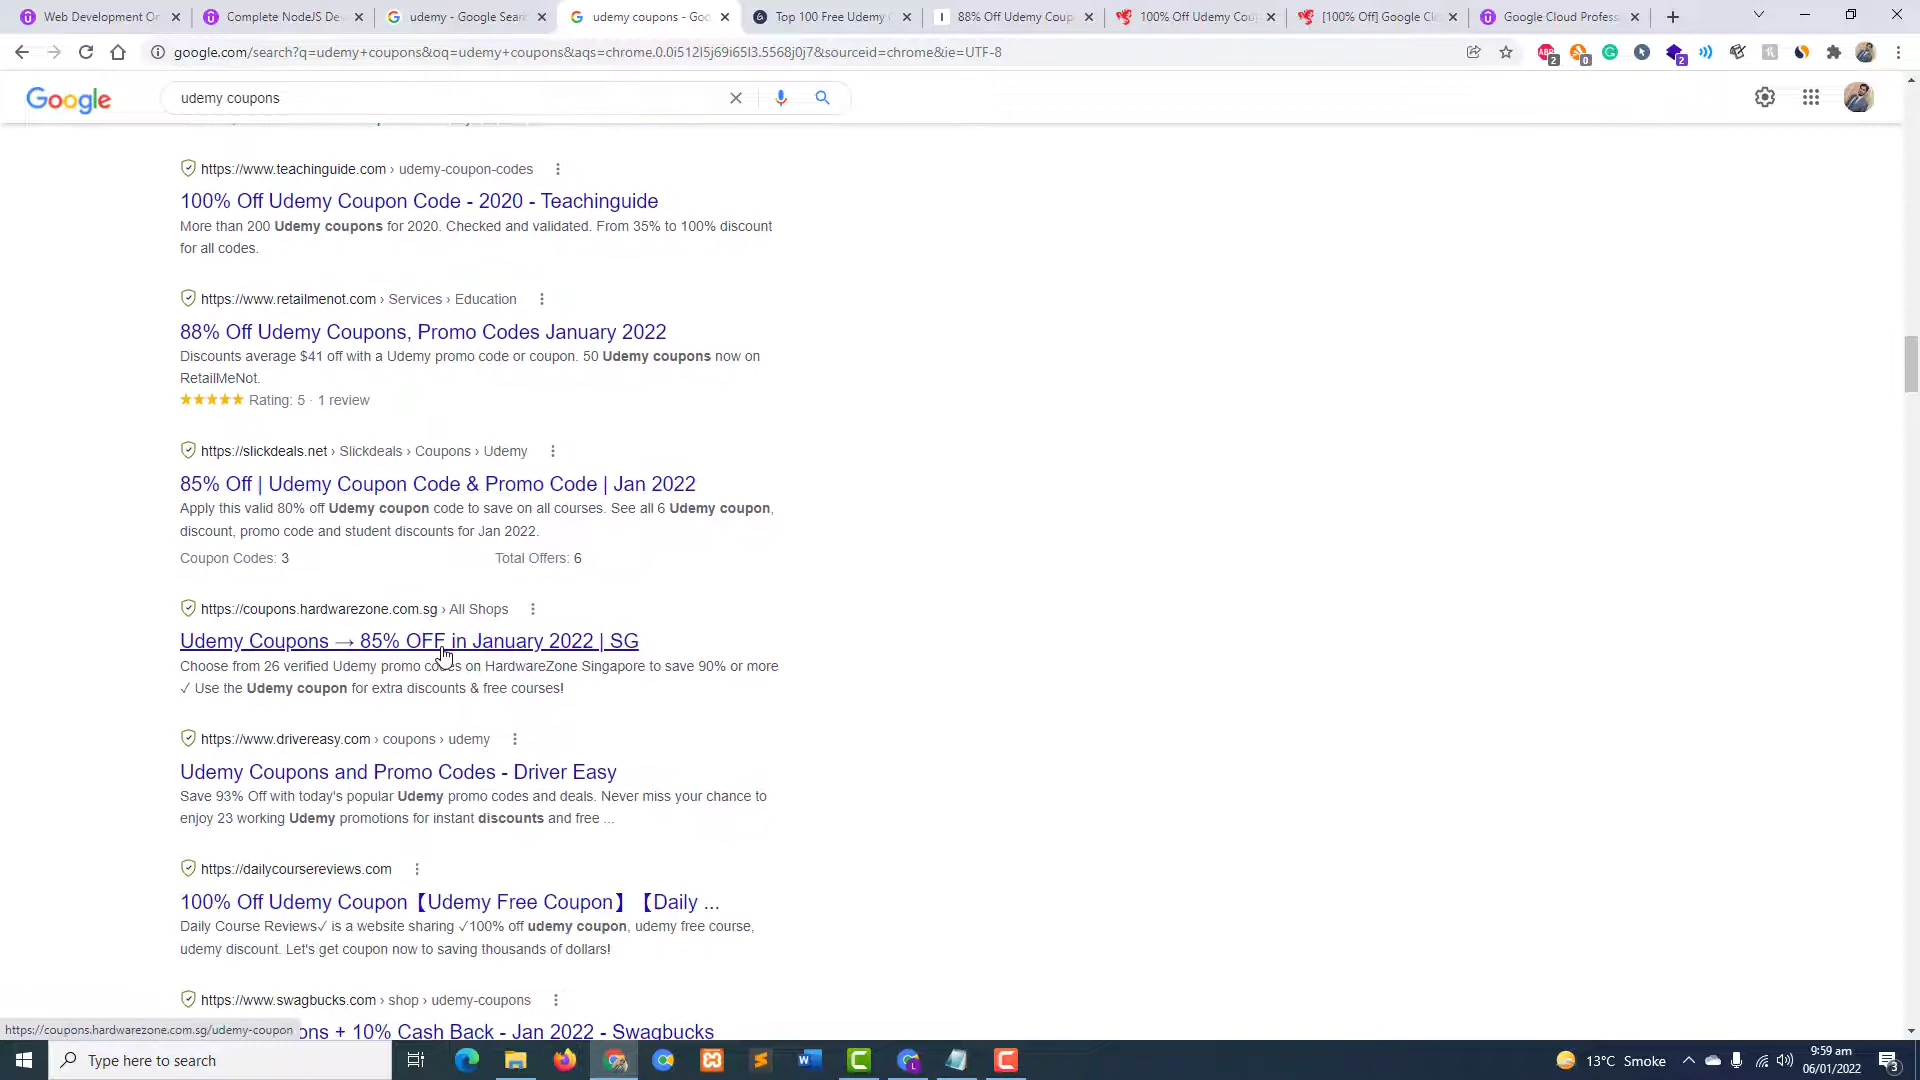 Web Development On
Complete NodeJS De
udemy - Google Sear
udemy coupons - Goo
Top 100 Free Udemy
88% Off Udemy Coup
100% Off Udemy Cou
[100% Off] Google Cl
Google Cloud Profess
google.com/search?q=udemy+coupons&oq=udemy+coupons&aqs=chrome.0.0i512l5j69i65l3.5568j0j7&sourceid=chrome&ie=UTF-8
ABP
2
0
2
Google
udemy coupons
https://www.teachinguide.com › udemy-coupon-codes
100% Off Udemy Coupon Code - 2020 - Teachinguide
More than 200 Udemy coupons for 2020. Checked and validated. From 35% to 100% discount
for all codes.
https://www.retailmenot.com › Services › Education
88% Off Udemy Coupons, Promo Codes January 2022
Discounts average $41 off with a Udemy promo code or coupon. 50 Udemy coupons now on
RetailMeNot.
★★★★★ Rating: 5 · 1 review
https://slickdeals.net › Slickdeals › Coupons › Udemy
85% Off | Udemy Coupon Code & Promo Code | Jan 2022
Apply this valid 80% off Udemy coupon code to save on all courses. See all 6 Udemy coupon,
discount, promo code and student discounts for Jan 2022.
Coupon Codes: 3 Total Offers: 6
https://coupons.hardwarezone.com.sg › All Shops
Udemy Coupons → 85% OFF in January 2022 | SG
Choose from 26 verified Udemy promo codes on HardwareZone Singapore to save 90% or more
✓ Use the Udemy coupon for extra discounts & free courses!
https://www.drivereasy.com › coupons › udemy
Udemy Coupons and Promo Codes - Driver Easy
Save 93% Off with today's popular Udemy promo codes and deals. Never miss your chance to
enjoy 23 working Udemy promotions for instant discounts and free ...
https://dailycoursereviews.com
100% Off Udemy Coupon【Udemy Free Coupon】【Daily ...
Daily Course Reviews✓ is a website sharing ✓100% off udemy coupon, udemy free course,
udemy discount. Let's get coupon now to saving thousands of dollars!
https://www.swagbucks.com › shop › udemy-coupons
ons + 10% Cash Back - Jan 2022 - Swagbucks
https://coupons.hardwarezone.com.sg/udemy-coupon
Type here to search
13°C Smoke
9:59 am
06/01/2022
3